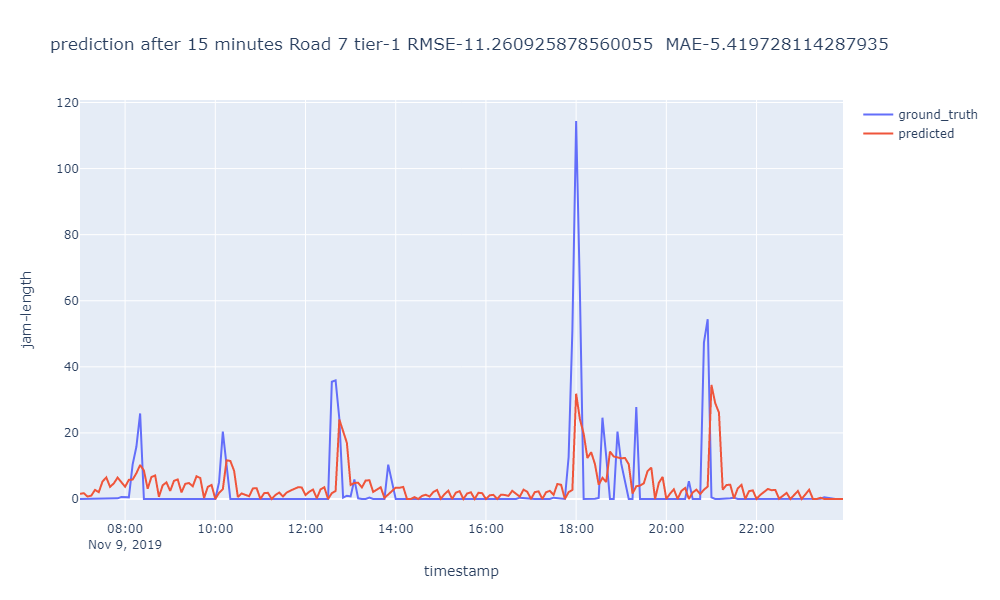 prediction after 15 minutes Road 7 tier-1 RMSE-11.260925878560055  MAE-5.419728114287935
ground_truth
predicted
120
100
80
60
40
20
0
jam-length
08:00
10:00
12:00
14:00
16:00
18:00
20:00
22:00
Nov 9, 2019
timestamp